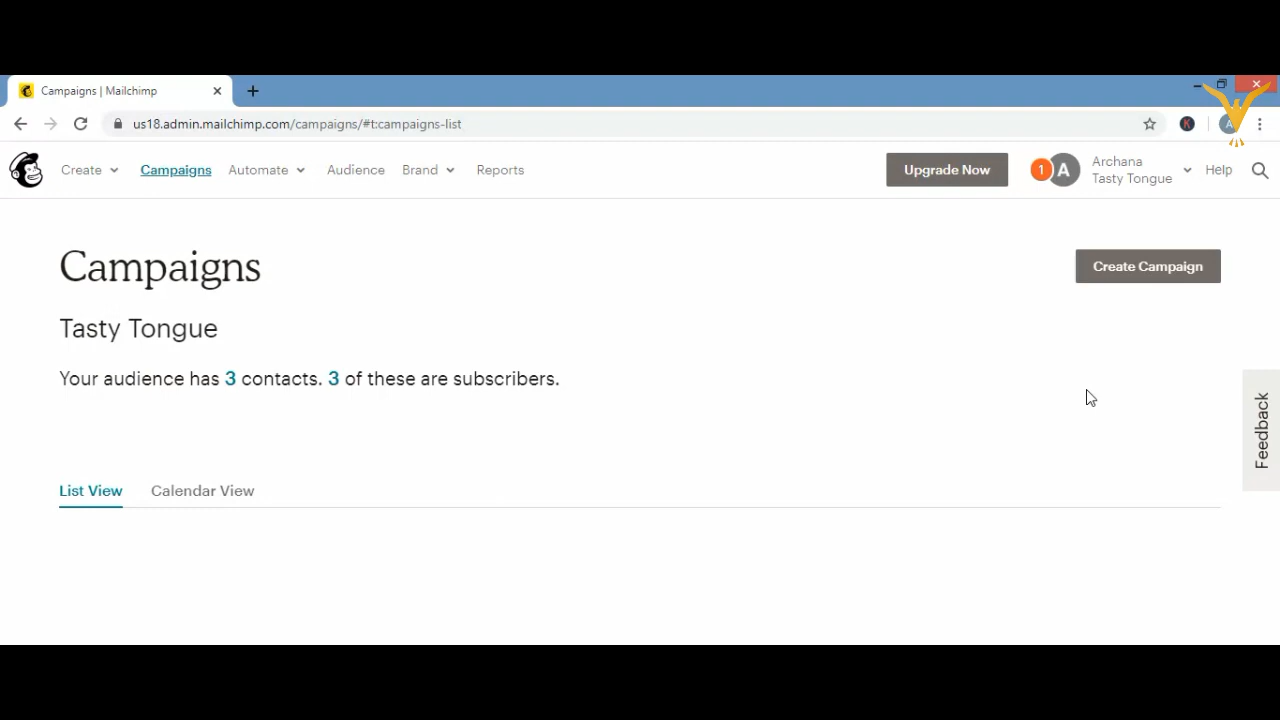 Campaigns | Mailchimp
us18.admin.mailchimp.com/campaigns/#t:campaigns-list
Create
Campaigns
Automate
Audience
Brand
Reports
Upgrade Now
1
A
Archana
Tasty Tongue
Help
Campaigns
Create Campaign
Tasty Tongue
Your audience has 3 contacts. 3 of these are subscribers.
Feedback
List View
Calendar View